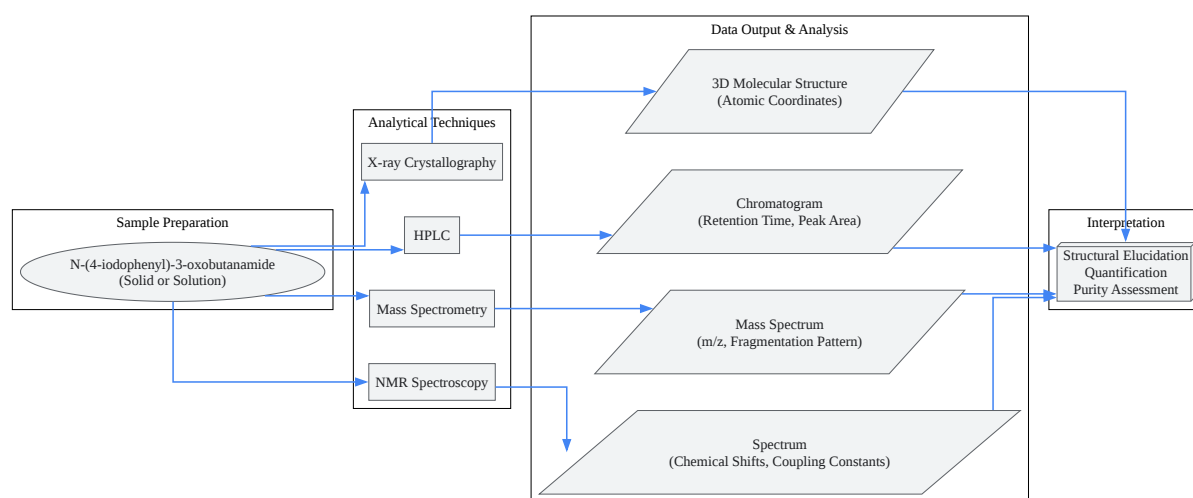 Sample Preparation
N-(4-iodophenyl)-3-oxobutanamide
(Solid or Solution)
Analytical Techniques
X-ray Crystallography
HPLC
Mass Spectrometry
NMR Spectroscopy
Data Output & Analysis
3D Molecular Structure
(Atomic Coordinates)
Chromatogram
(Retention Time, Peak Area)
Mass Spectrum
(m/z, Fragmentation Pattern)
Spectrum
(Chemical Shifts, Coupling Constants)
Interpretation
Structural Elucidation
Quantification
Purity Assessment